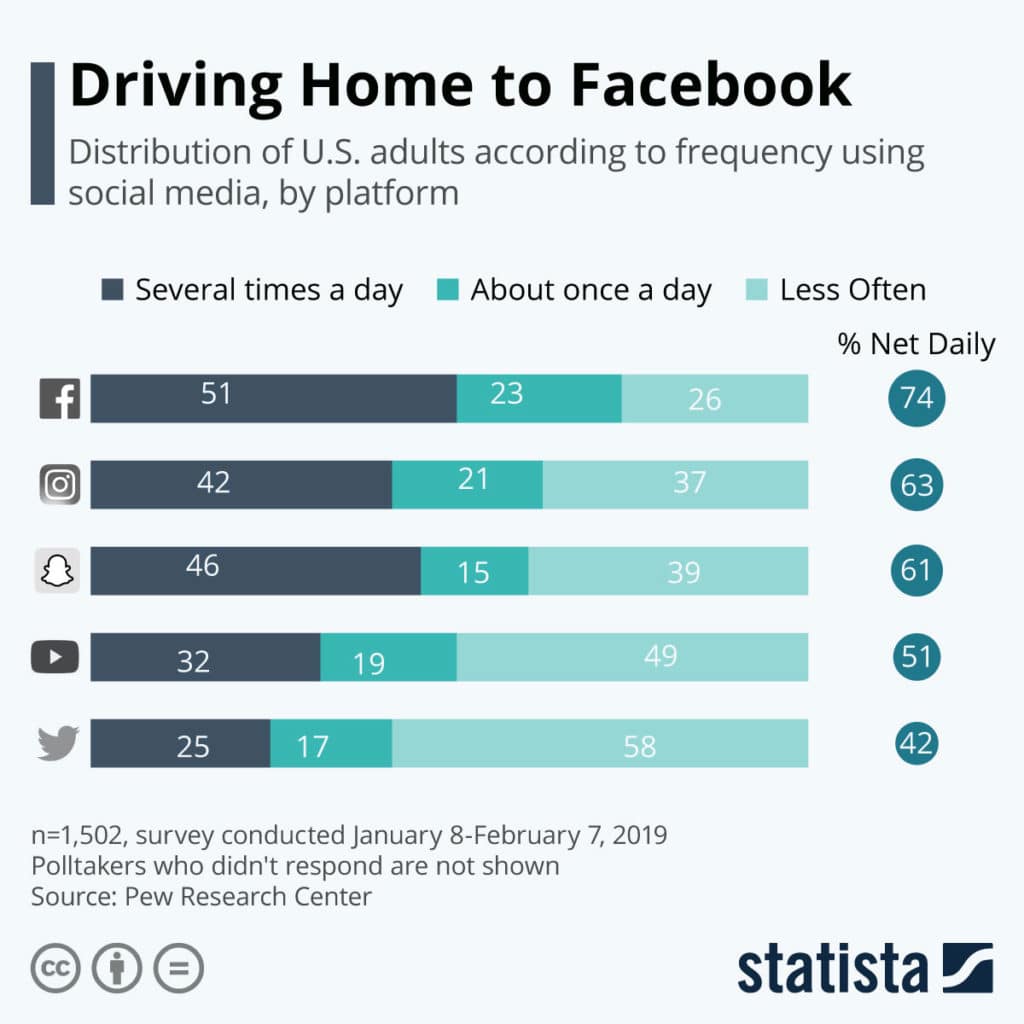 Driving Home to Facebook
Distribution of U.S. adults according to frequency using
social media, by platform
Several times a day About once a day Less Often
% Net Daily
51 23 26 74
42 21 37 63
46 15 39 61
32 19 49 51
25 17 58 42
n=1,502, survey conducted January 8-February 7, 2019
Polltakers who didn't respond are not shown
Source: Pew Research Center
cc
statista